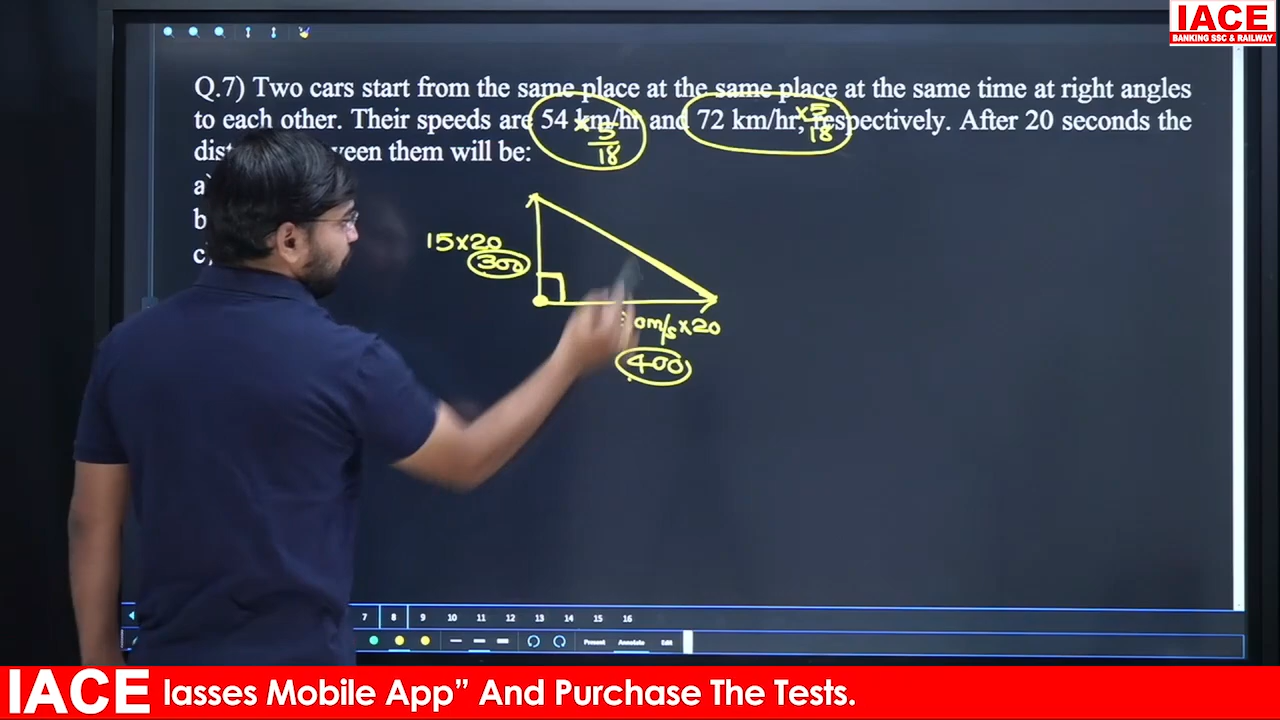 IACE
BANKING SSC & RAILWAY
Q.7) Two cars start from the same place at the same place at the same time at right angles
to each other. Their speeds are 54 km/hr and 72 km/hr, respectively. After 20 seconds the
them will be:
× 5/18
× 5/18
a)
b
c)
15×20
300
m/s×20
400
7 8 9 10 11 12 13 14 15 16
Present Annotate Edit
IACE lasses Mobile App” And Purchase The Tests.